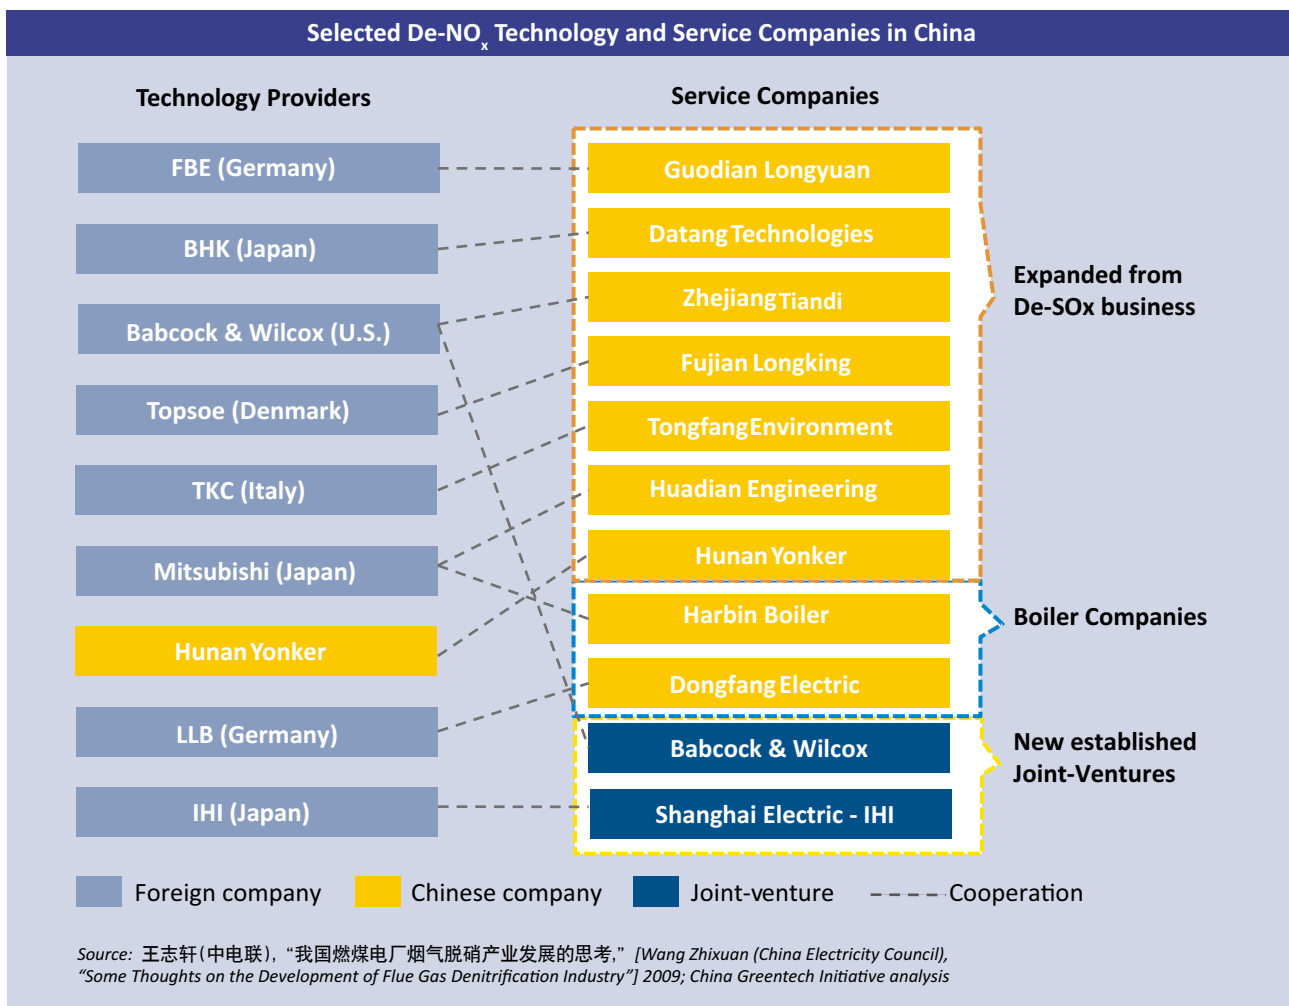 Selected De-NOx Technology and Service Companies in China
Technology Providers
Service Companies
FBE (Germany)
BHK (Japan)
Babcock & Wilcox (U.S.)
Topsoe (Denmark)
TKC (Italy)
Mitsubishi (Japan)
Hunan Yonker
LLB (Germany)
IHI (Japan)
Guodian Longyuan
Datang Technologies
Zhejiang Tiandi
Fujian Longking
Tongfang Environment
Huadian Engineering
Hunan Yonker
Harbin Boiler
Dongfang Electric
Babcock & Wilcox
Shanghai Electric - IHI
Expanded from
De-SOx business
Boiler Companies
New established
Joint-Ventures
Foreign company
Chinese company
Joint-venture
Cooperation
Source: 王志轩(中电联), “我国燃煤电厂烟气脱硝产业发展的思考,” [Wang Zhixuan (China Electricity Council),
“Some Thoughts on the Development of Flue Gas Denitrification Industry”] 2009; China Greentech Initiative analysis